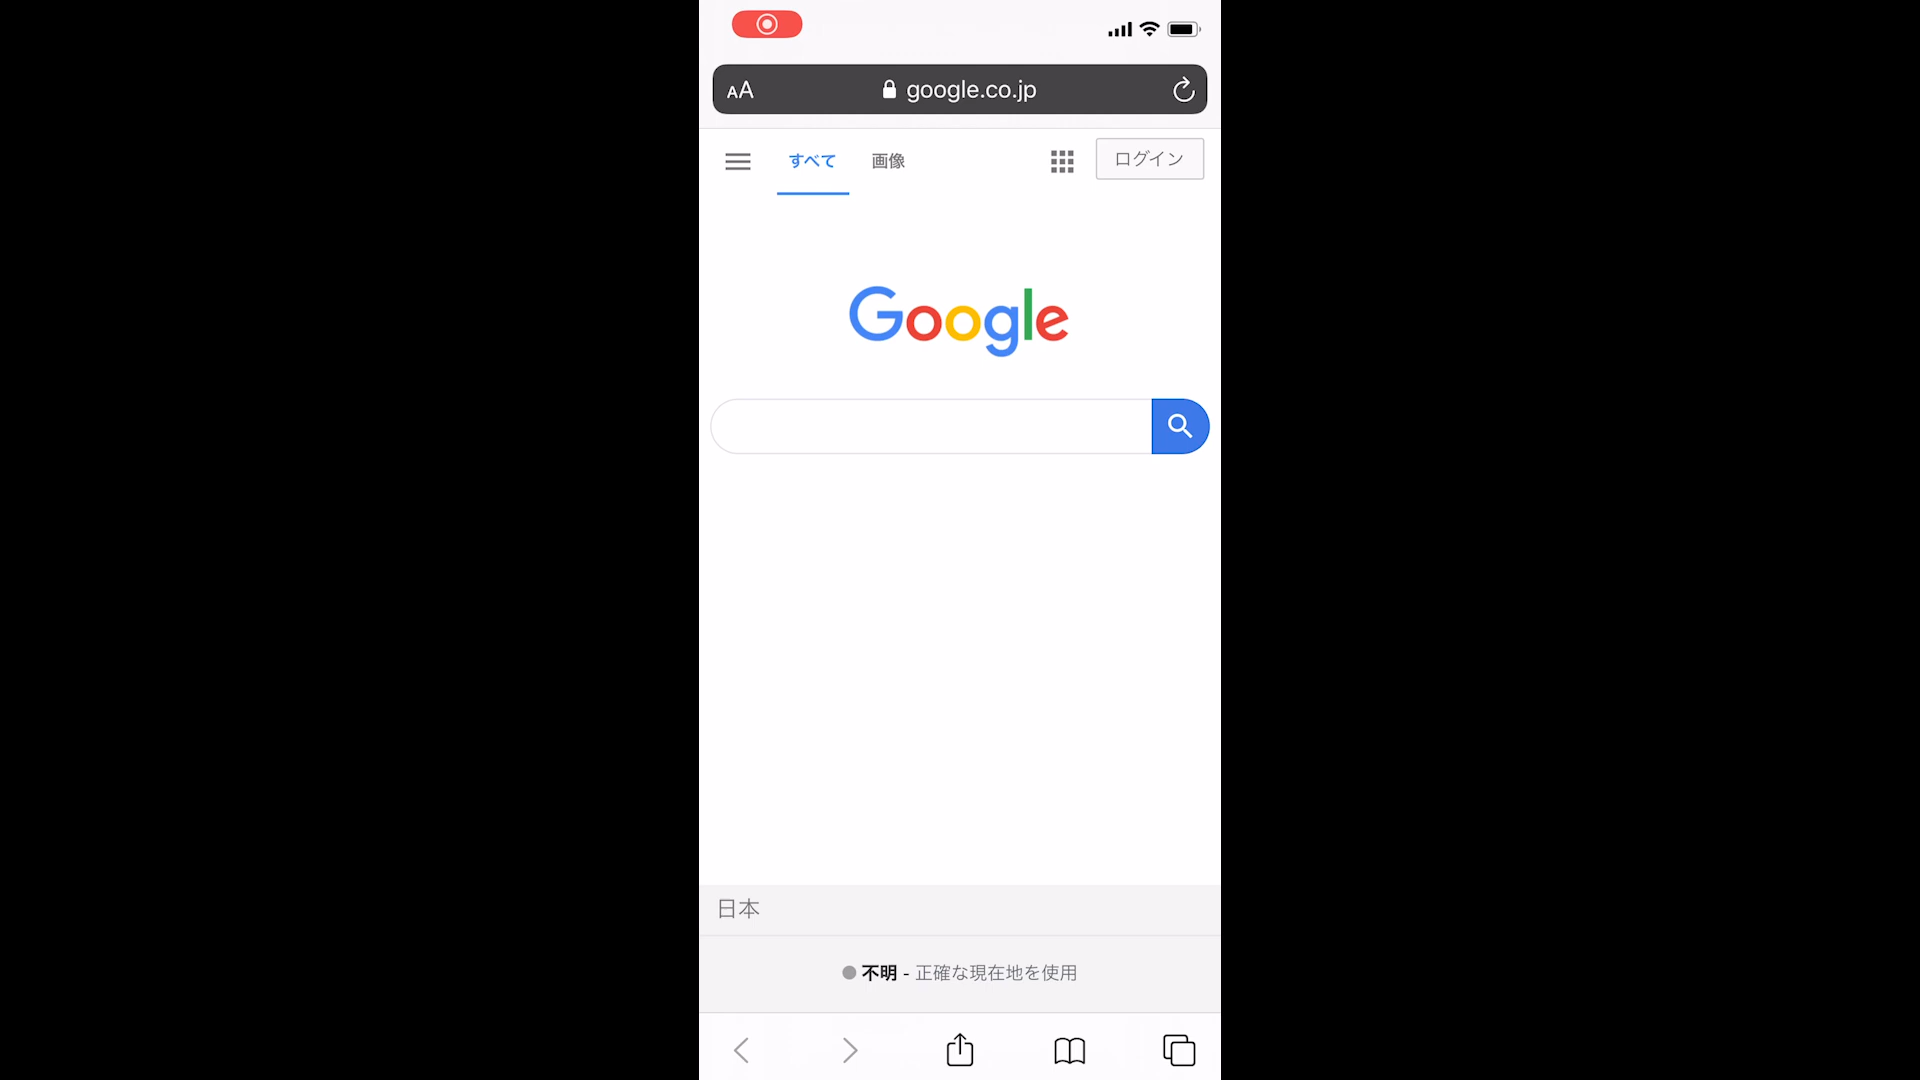 AA
google.co.jp
すべて 画像
ログイン
Google
日本
不明 - 正確な現在地を使用